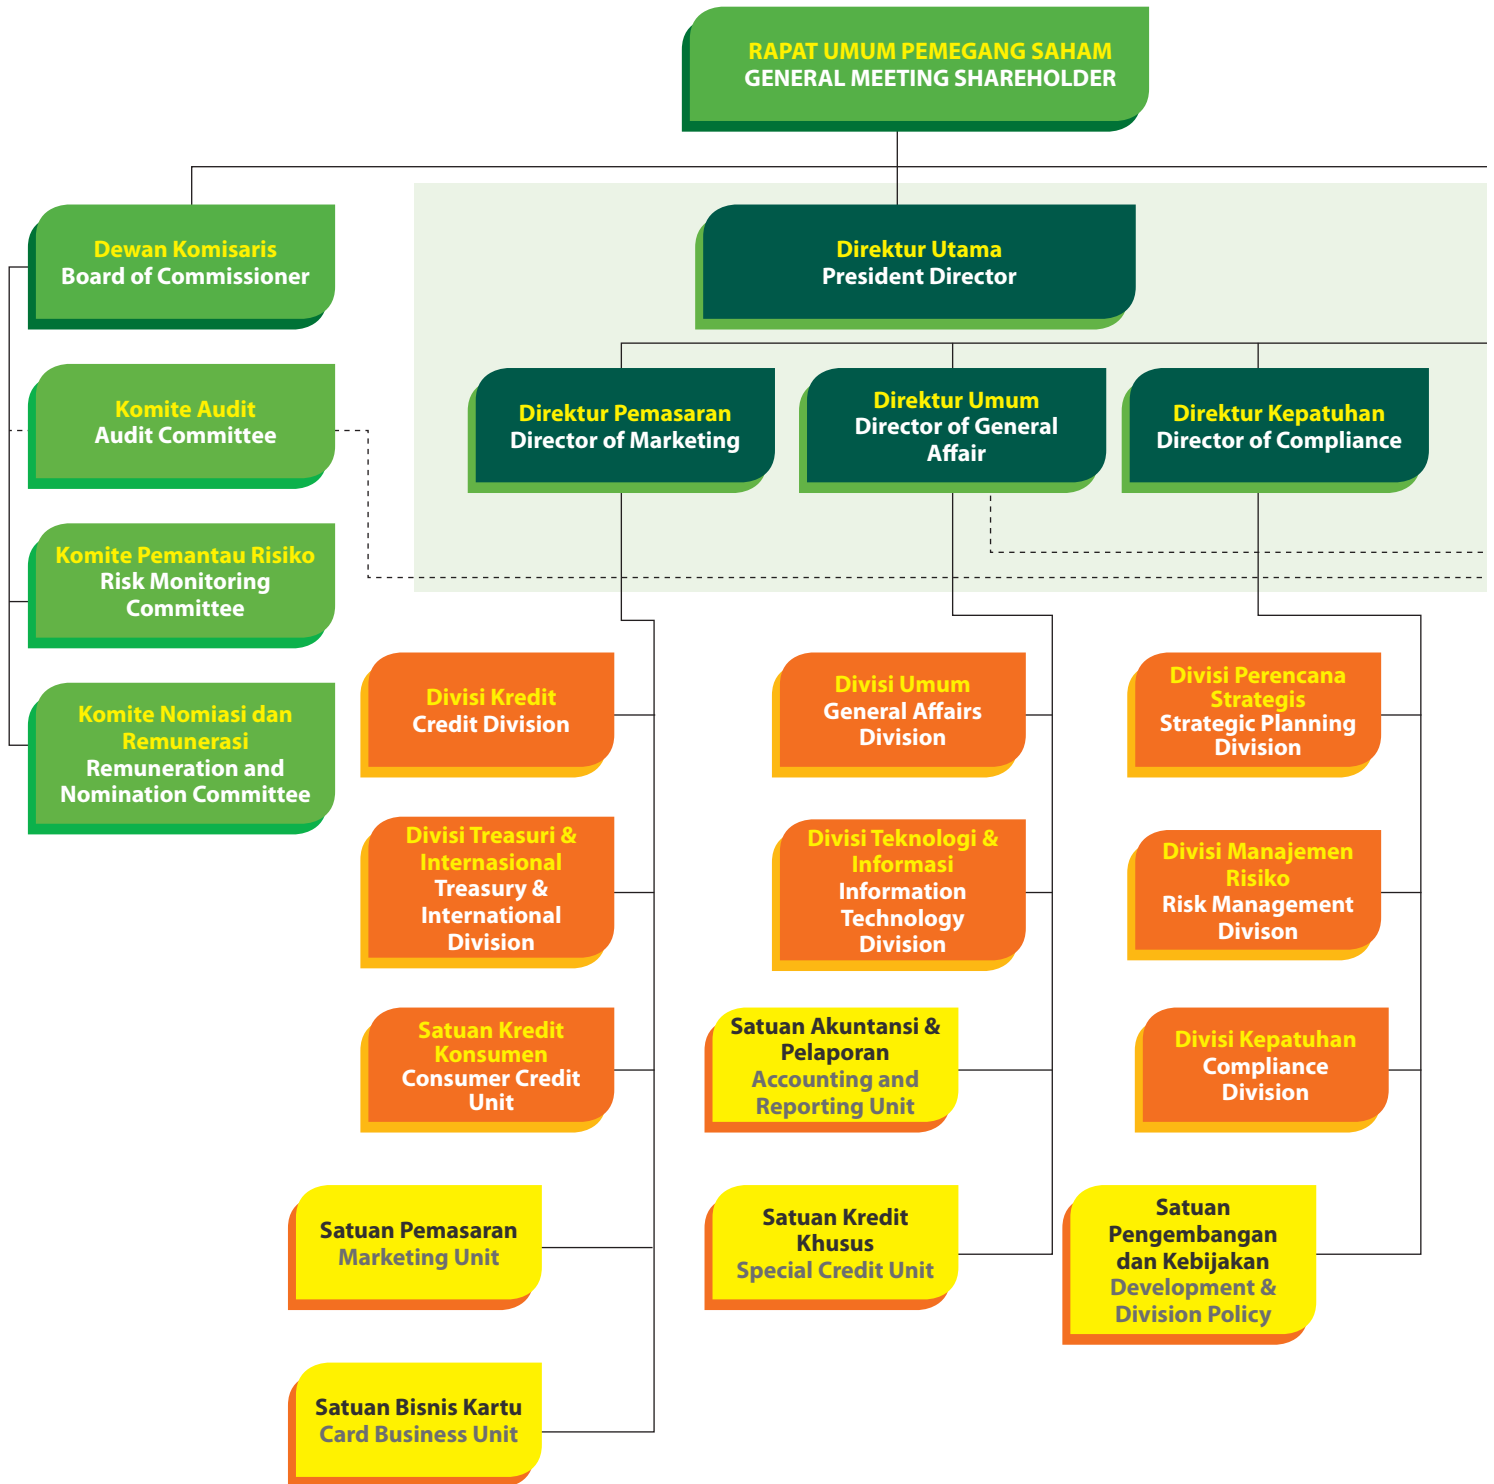 RAPAT UMUM PEMEGANG SAHAM
GENERAL MEETING SHAREHOLDER
Dewan Komisaris
Board of Commissioner
Direktur Utama
President Director
Komite Audit
Audit Committee
Direktur Pemasaran
Director of Marketing
Direktur Umum
Director of General
Affair
Direktur Kepatuhan
Director of Compliance
Komite Pemantau Risiko
Risk Monitoring
Committee
Komite Nomiasi dan
Remunerasi
Remuneration and
Nomination Committee
Divisi Kredit
Credit Division
Divisi Umum
General Affairs
Division
Divisi Perencana
Strategis
Strategic Planning
Division
Divisi Treasuri &
Internasional
Treasury &
International
Division
Divisi Teknologi &
Informasi
Information
Technology
Division
Divisi Manajemen
Risiko
Risk Management
Divison
Satuan Kredit
Konsumen
Consumer Credit
Unit
Satuan Akuntansi &
Pelaporan
Accounting and
Reporting Unit
Divisi Kepatuhan
Compliance
Division
Satuan Pemasaran
Marketing Unit
Satuan Kredit
Khusus
Special Credit Unit
Satuan
Pengembangan
dan Kebijakan
Development &
Division Policy
Satuan Bisnis Kartu
Card Business Unit